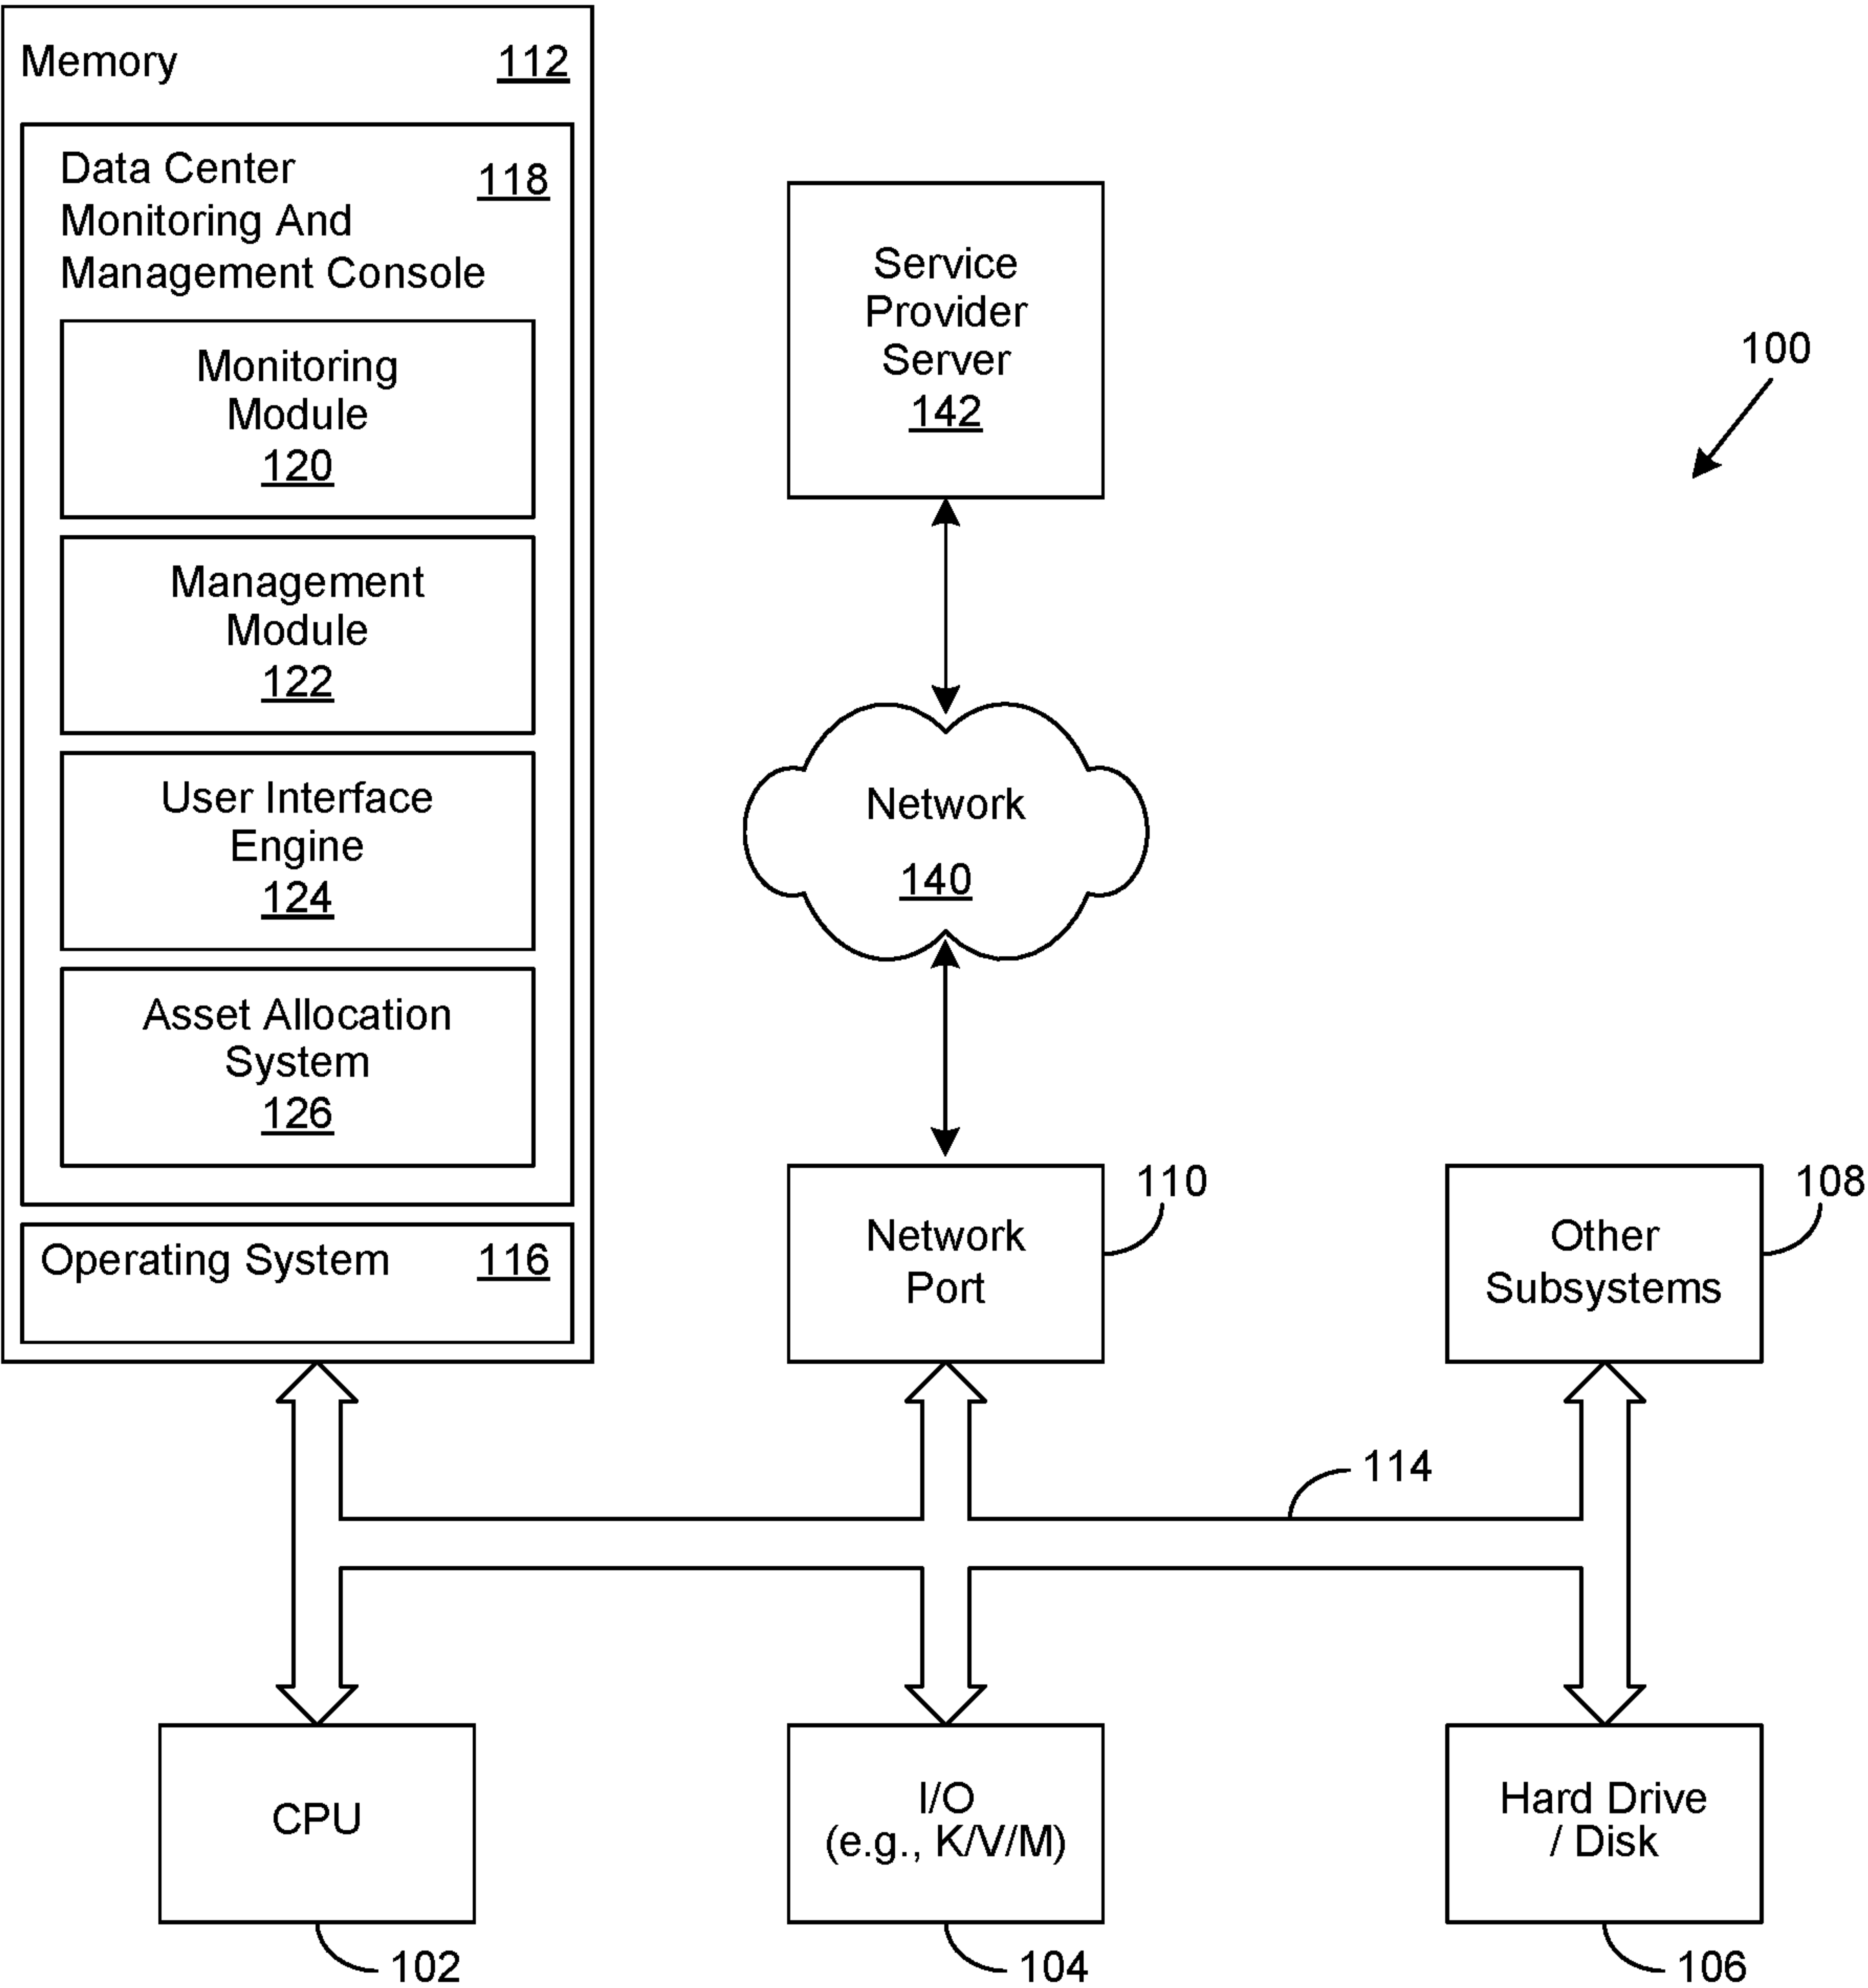 Memory 112
Data Center 118
Monitoring And
Management Console
Monitoring
Module
120
Management
Module
122
User Interface
Engine
124
Asset Allocation
System
126
Operating System 116
Service
Provider
Server
142
100
Network
140
Network
Port
110
Other
Subsystems
108
114
CPU
102
I/O
(e.g., K/V/M)
104
Hard Drive
/ Disk
106